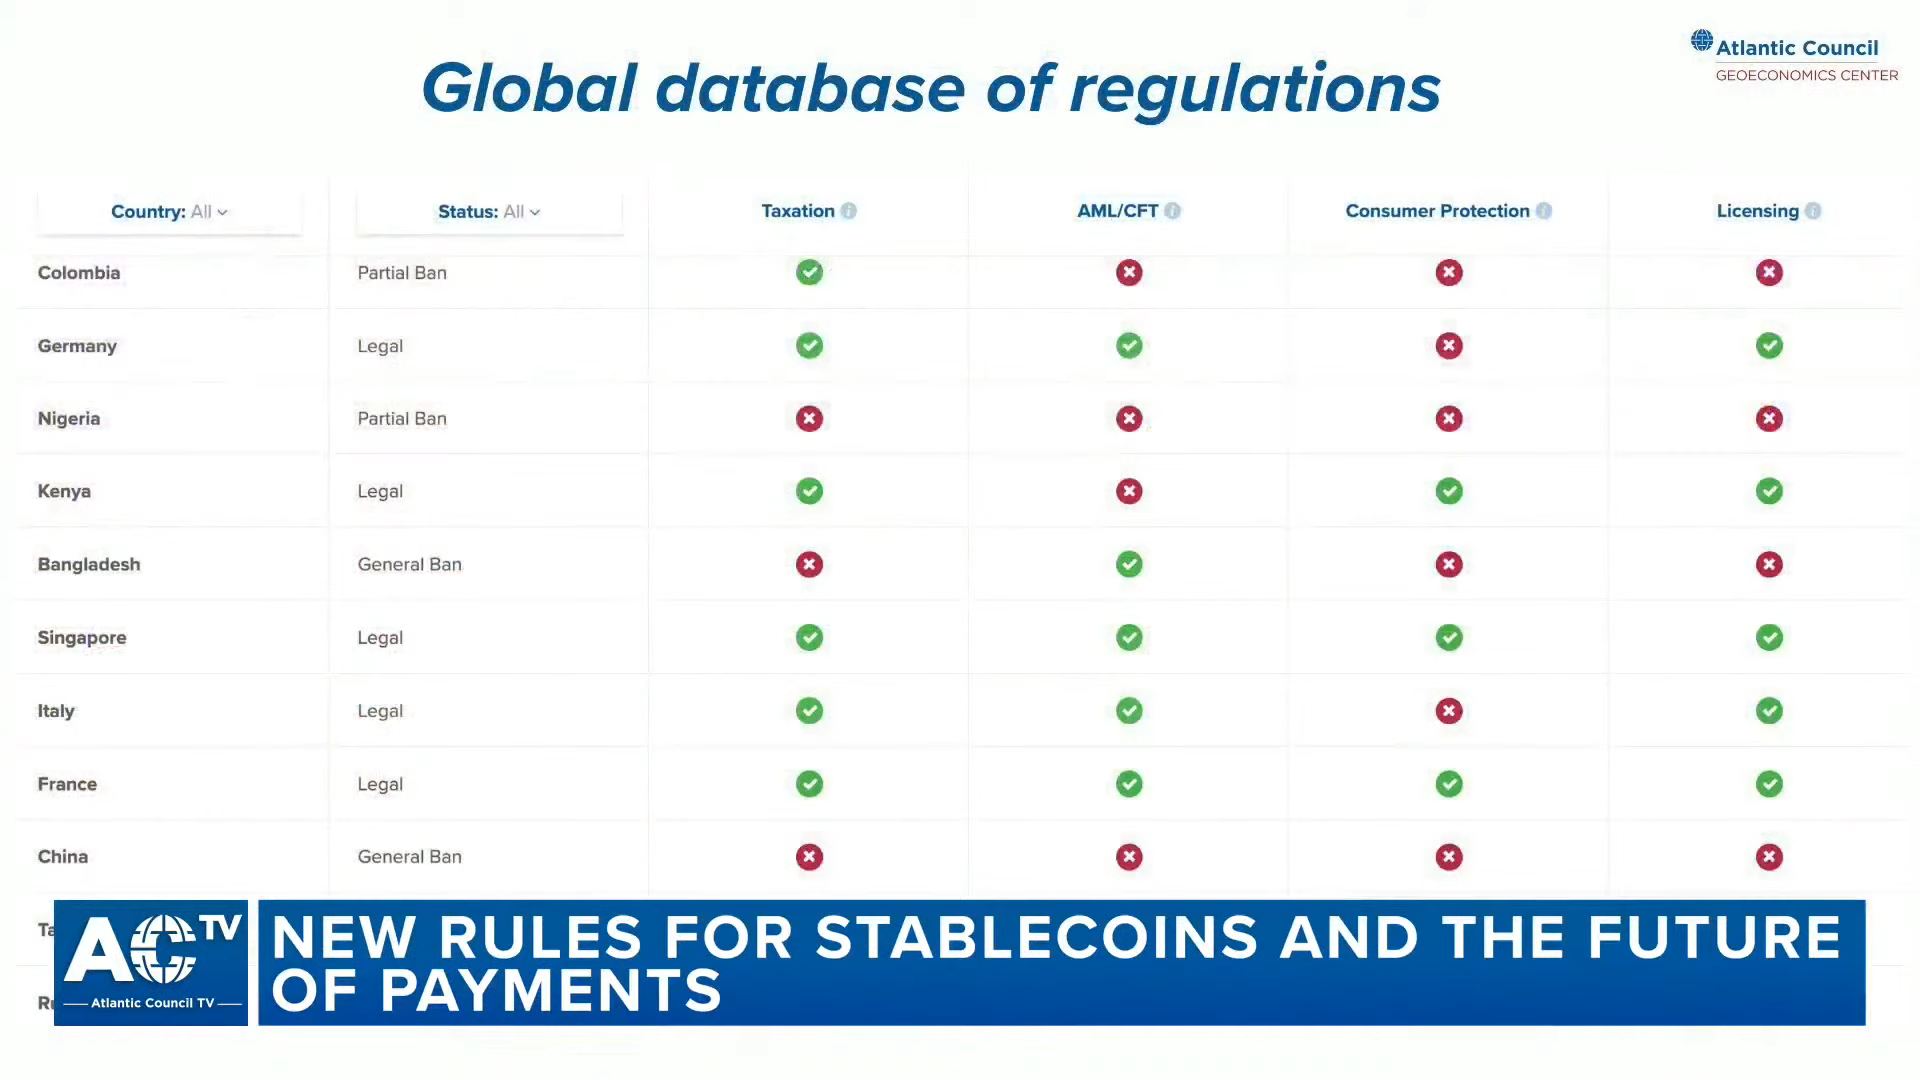 Atlantic Council
GEOECONOMICS CENTER
Global database of regulations
Country: All Status: All Taxation AML/CFT Consumer Protection Licensing
Colombia Partial Ban
Germany Legal
Nigeria Partial Ban
Kenya Legal
Bangladesh General Ban
Singapore Legal
Italy Legal
France Legal
China General Ban
ACTV
Atlantic Council TV
NEW RULES FOR STABLECOINS AND THE FUTURE
OF PAYMENTS